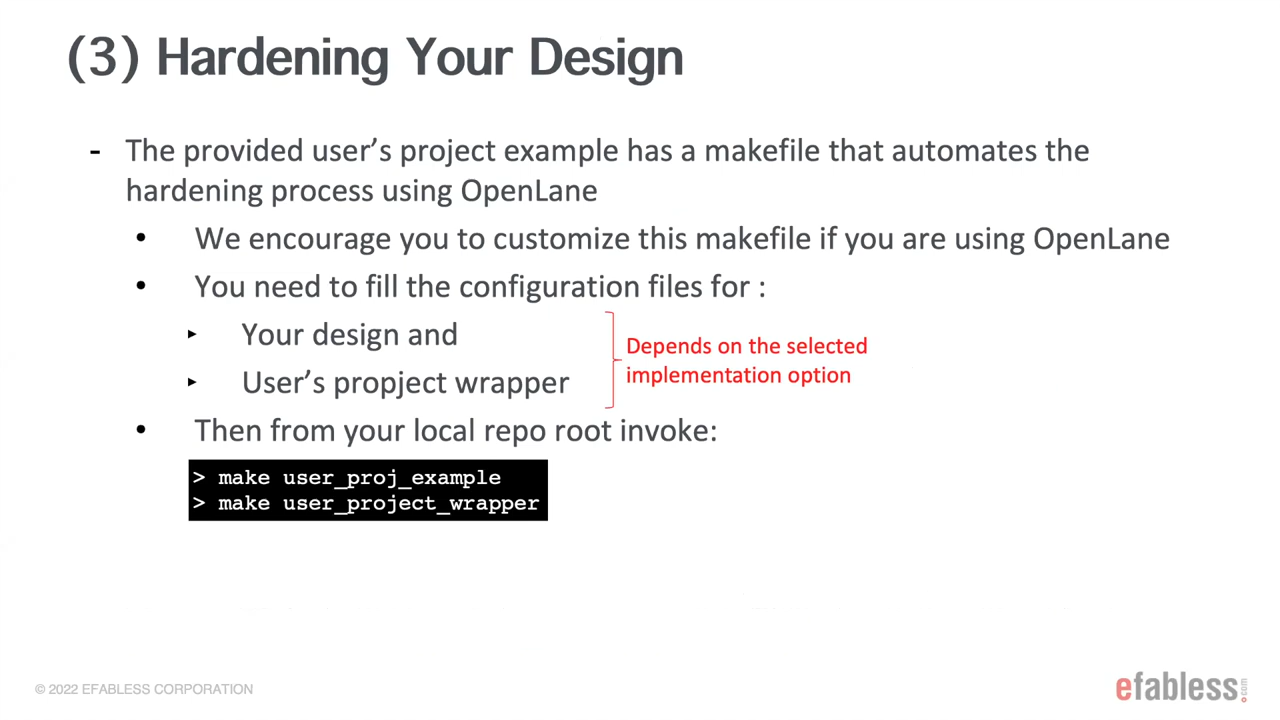 (3) Hardening Your Design
- The provided user’s project example has a makefile that automates the
hardening process using OpenLane
• We encourage you to customize this makefile if you are using OpenLane
• You need to fill the configuration files for :
▸ Your design and
▸ User’s propject wrapper
Depends on the selected
implementation option
• Then from your local repo root invoke:
> make user_proj_example
> make user_project_wrapper
© 2022 EFABLESS CORPORATION
efabless.com